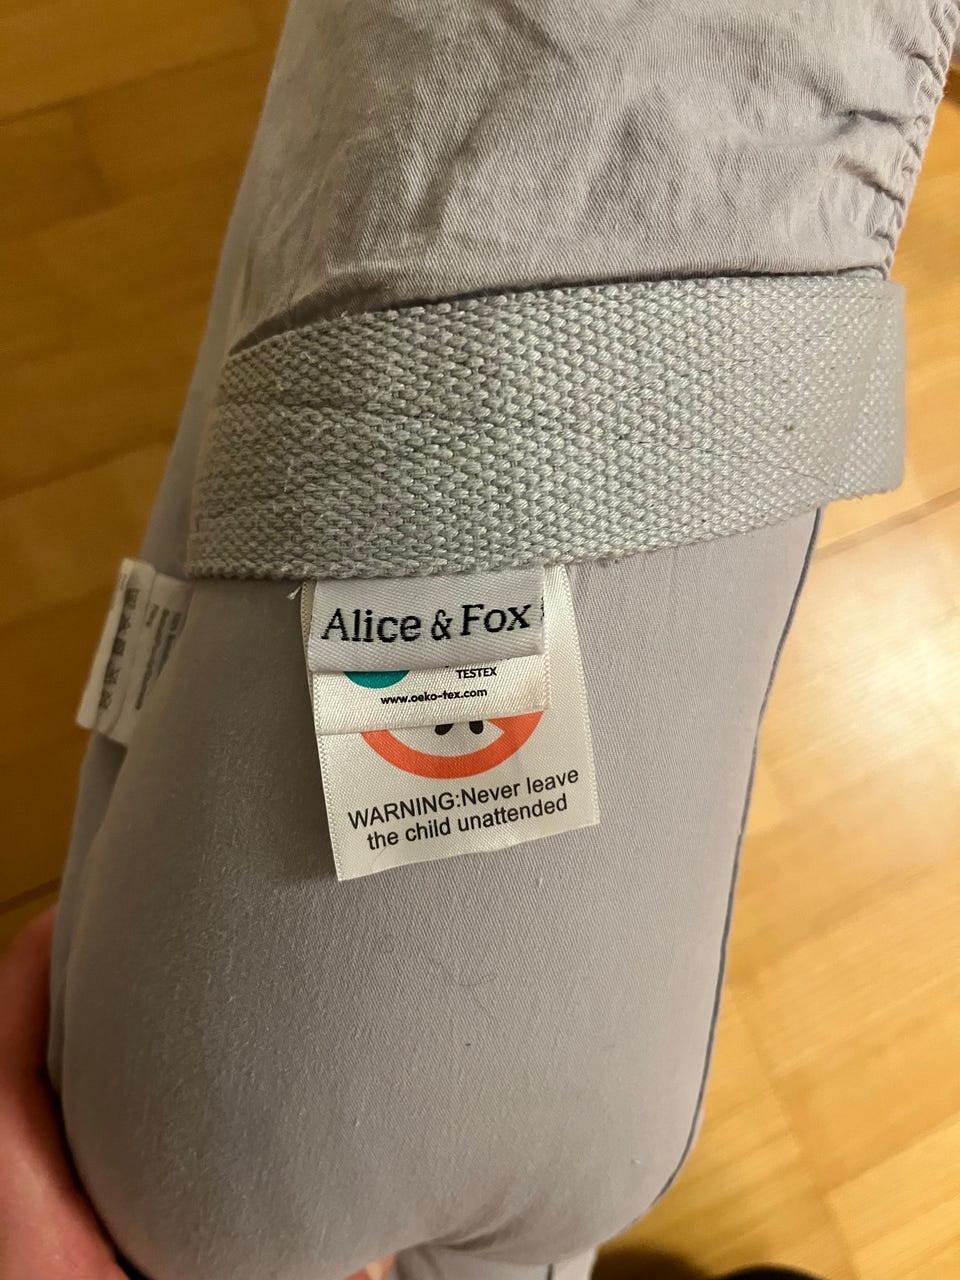 Alice & Fox
TESTEX
www.oeko-tex.com
WARNING:Never leave
the child unattended